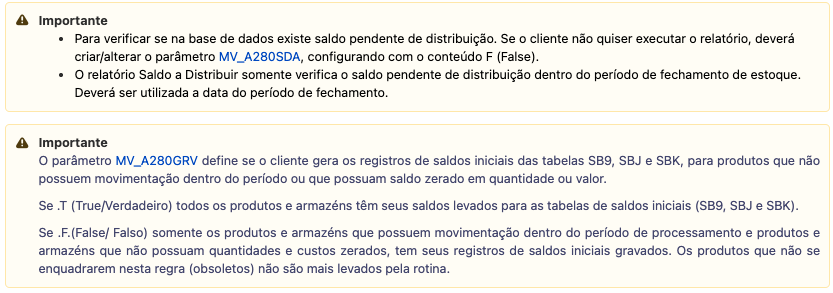 Importante
• Para verificar se na base de dados existe saldo pendente de distribuição. Se o cliente não quiser executar o relatório, deverá
criar/alterar o parâmetro MV_A280SDA, configurando com o conteúdo F (False).
• O relatório Saldo a Distribuir somente verifica o saldo pendente de distribuição dentro do período de fechamento de estoque.
Deverá ser utilizada a data do período de fechamento.
Importante
O parâmetro MV_A280GRV define se o cliente gera os registros de saldos iniciais das tabelas SB9, SBJ e SBK, para produtos que não
possuem movimentação dentro do período ou que possuam saldo zerado em quantidade ou valor.
Se .T (True/Verdadeiro) todos os produtos e armazéns têm seus saldos levados para as tabelas de saldos iniciais (SB9, SBJ e SBK).
Se .F.(False/ Falso) somente os produtos e armazéns que possuem movimentação dentro do período de processamento e produtos e
armazéns que não possuam quantidades e custos zerados, tem seus registros de saldos iniciais gravados. Os produtos que não se
enquadrarem nesta regra (obsoletos) não são mais levados pela rotina.